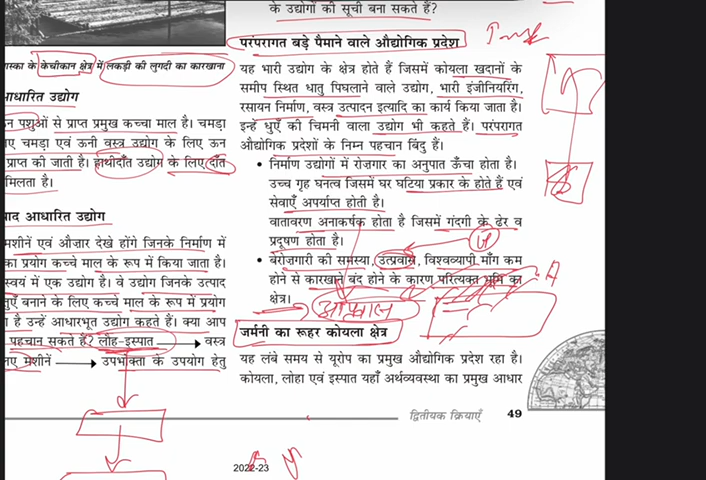 के उद्योगों की सूची बना सकते हैं?
के केचीकान क्षेत्र में लकड़ी की लुगदी का कारखाना
आधारित उद्योग
पशुओं से प्राप्त प्रमुख कच्चा माल है। चमड़ा
चमड़ा एवं ऊनी वस्त्र उद्योग के लिए ऊन
प्राप्त की जाती है। हाथीदाँत उद्योग के लिए दाँत
मिलता है।
आधारित उद्योग
मशीनें एवं औज़ार देखे होंगे जिनके निर्माण में
का प्रयोग कच्चे माल के रूप में किया जाता है।
स्वयं में एक उद्योग है। वे उद्योग जिनके उत्पाद
बनाने के लिए कच्चे माल के रूप में प्रयोग
है उन्हें आधारभूत उद्योग कहते हैं। क्या आप
पहचान सकते हैं? लौह-इस्पात → वस्त्र
मशीनें → उपभोक्ता के उपयोग हेतु
परंपरागत बड़े पैमाने वाले औद्योगिक प्रदेश
यह भारी उद्योग के क्षेत्र होते हैं जिसमें कोयला खदानों के
समीप स्थित धातु पिघलाने वाले उद्योग, भारी इंजीनियरिंग,
रसायन निर्माण, वस्त्र उत्पादन इत्यादि का कार्य किया जाता है।
इन्हें धुएँ की चिमनी वाला उद्योग भी कहते हैं। परंपरागत
औद्योगिक प्रदेशों के निम्न पहचान बिंदु हैं।
• निर्माण उद्योगों में रोजगार का अनुपात ऊँचा होता है।
उच्च गृह घनत्व जिसमें घर घटिया प्रकार के होते हैं एवं
सेवाएँ अपर्याप्त होती है।
वातावरण अनाकर्षक होता है जिसमें गंदगी के ढेर व
प्रदूषण होता है।
• बेरोज़गारी की समस्या, उत्प्रवास, विश्वव्यापी माँग कम
होने से कारखाने बंद होने के कारण परित्यक्त भूमि का
क्षेत्र।
जर्मनी का रूहर कोयला क्षेत्र
यह लंबे समय से यूरोप का प्रमुख औद्योगिक प्रदेश रहा है।
कोयला, लोहा एवं इस्पात यहाँ अर्थव्यवस्था का प्रमुख आधार
द्वितीयक क्रियाएँ 49
2022-23